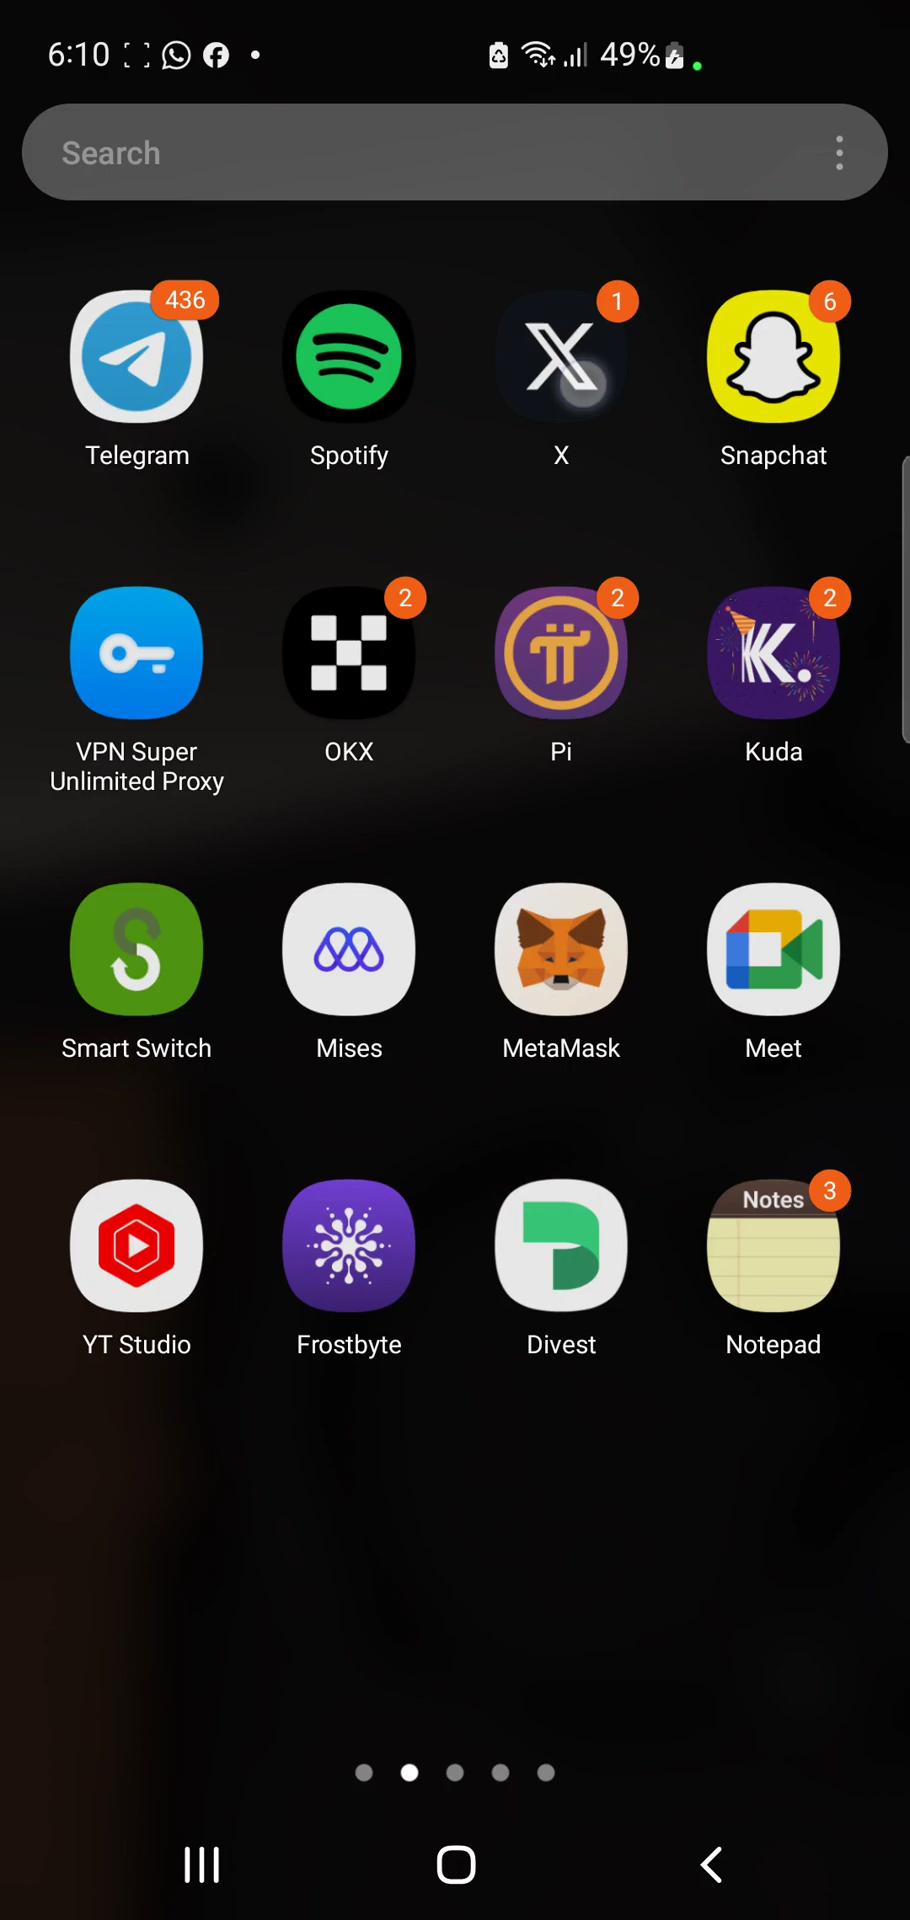 6:10 49%
Search
436 1 6
Telegram Spotify X Snapchat
2 2 2
K.
VPN Super
Unlimited Proxy OKX Pi Kuda
Smart Switch Mises MetaMask Meet
Notes 3
YT Studio Frostbyte Divest Notepad